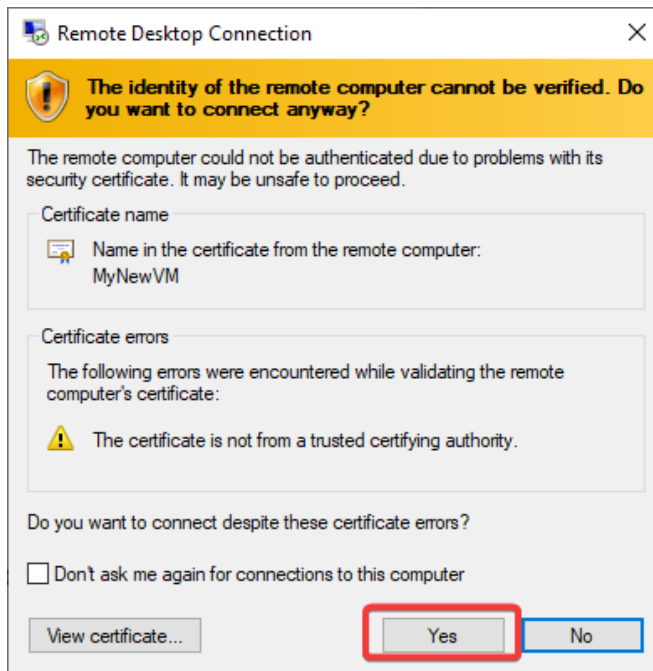 Remote Desktop Connection
The identity of the remote computer cannot be verified. Do
you want to connect anyway?
The remote computer could not be authenticated due to problems with its
security certificate. It may be unsafe to proceed.
Certificate name
Name in the certificate from the remote computer:
MyNewVM
Certificate errors
The following errors were encountered while validating the remote
computer's certificate:
The certificate is not from a trusted certifying authority.
Do you want to connect despite these certificate errors?
Don't ask me again for connections to this computer
View certificate... Yes No